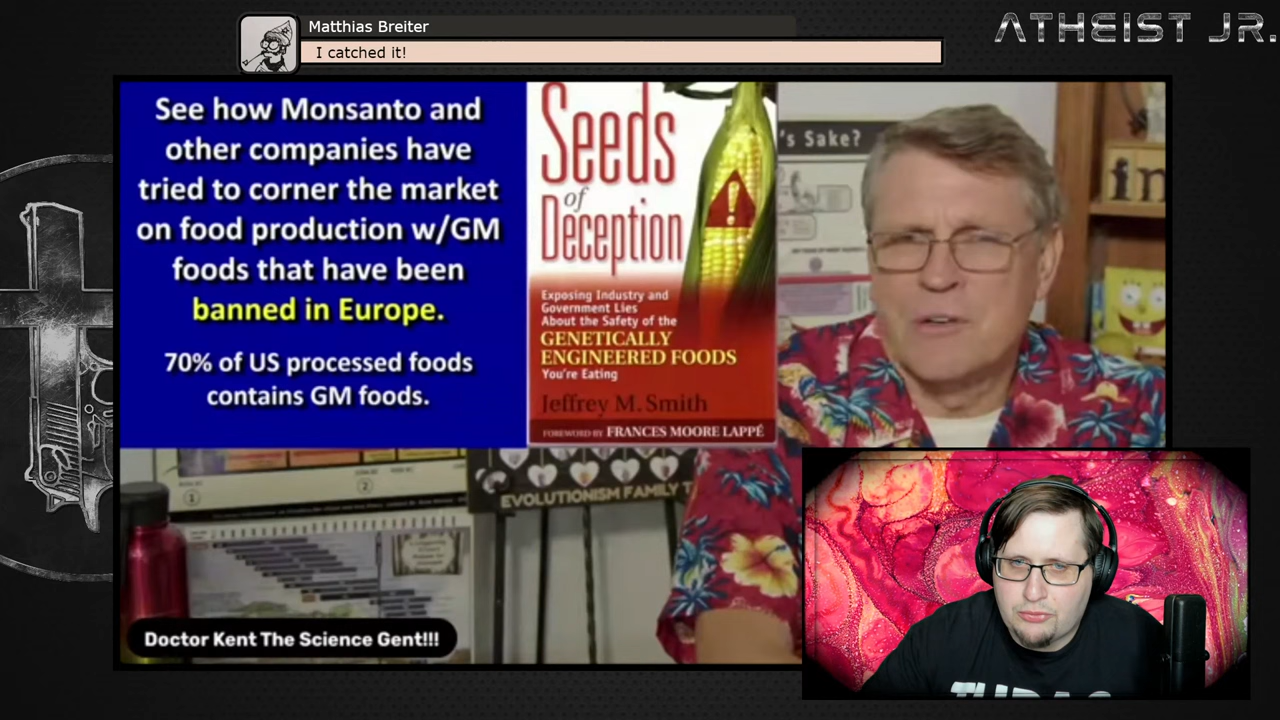 Matthias Breiter
I catched it!
ATHEIST JR.
See how Monsanto and
other companies have
tried to corner the market
on food production w/GM
foods that have been
banned in Europe.
70% of US processed foods
contains GM foods.
Seeds
of
Deception
Exposing Industry and
Government Lies
About the Safety of the
GENETICALLY
ENGINEERED FOODS
You're Eating
Jeffrey M. Smith
FOREWORD BY FRANCES MOORE LAPPÉ
's Sake?
in
1
2
EVOLUTIONISM FAMILY T
Doctor Kent The Science Gent!!!